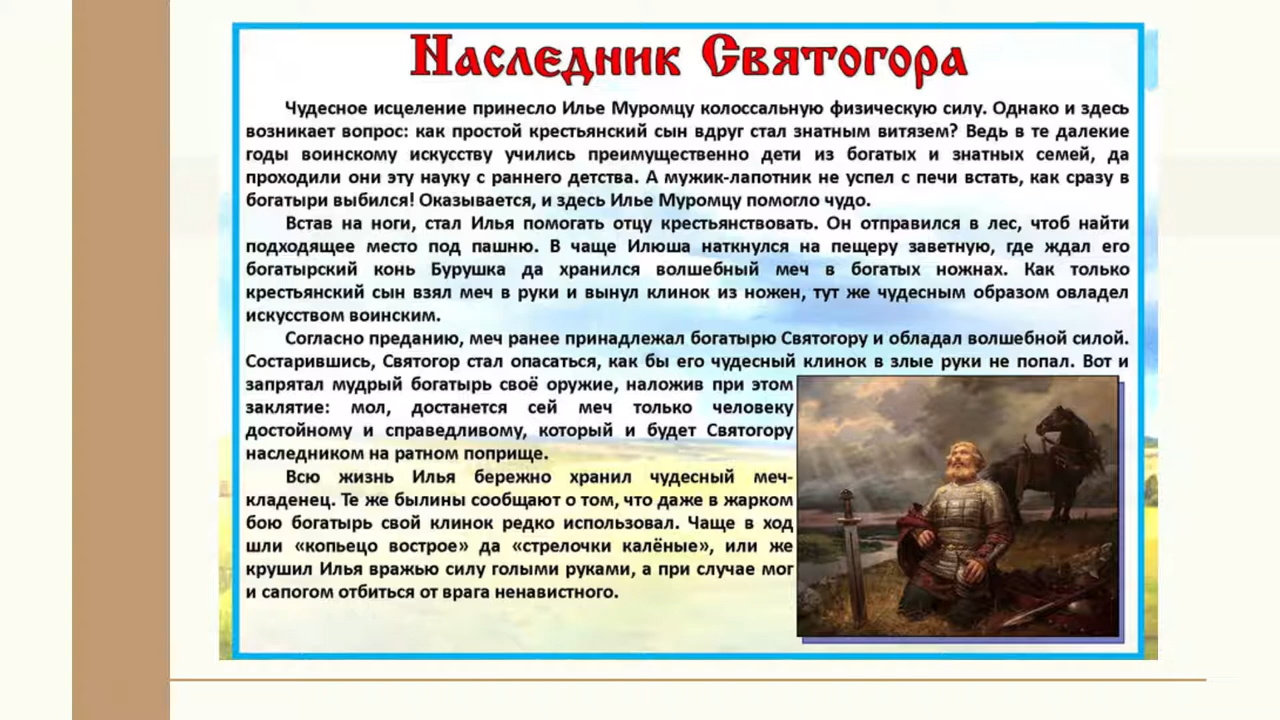 Наследник Святогора
Чудесное исцеление принесло Илье Муромцу колоссальную физическую силу. Однако и здесь
возникает вопрос: как простой крестьянский сын вдруг стал знатным витязем? Ведь в те далекие
годы воинскому искусству учились преимущественно дети из богатых и знатных семей, да
проходили они эту науку с раннего детства. А мужик-лапотник не успел с печи встать, как сразу в
богатыри выбился! Оказывается, и здесь Илье Муромцу помогло чудо.
Встав на ноги, стал Илья помогать отцу крестьянствовать. Он отправился в лес, чтоб найти
подходящее место под пашню. В чаще Илюша наткнулся на пещеру заветную, где ждал его
богатырский конь Бурушка да хранился волшебный меч в богатых ножнах. Как только
крестьянский сын взял меч в руки и вынул клинок из ножен, тут же чудесным образом овладел
искусством воинским.
Согласно преданию, меч ранее принадлежал богатырю Святогору и обладал волшебной силой.
Состарившись, Святогор стал опасаться, как бы его чудесный клинок в злые руки не попал. Вот и
запрятал мудрый богатырь своё оружие, наложив при этом
заклятие: мол, достанется сей меч только человеку
достойному и справедливому, который и будет Святогору
наследником на ратном поприще.
Всю жизнь Илья бережно хранил чудесный меч-
кладенец. Те же былины сообщают о том, что даже в жарком
бою богатырь свой клинок редко использовал. Чаще в ход
шли «копьецо вострое» да «стрелочки калёные», или же
крушил Илья вражью силу голыми руками, а при случае мог
и сапогом отбиться от врага ненавистного.